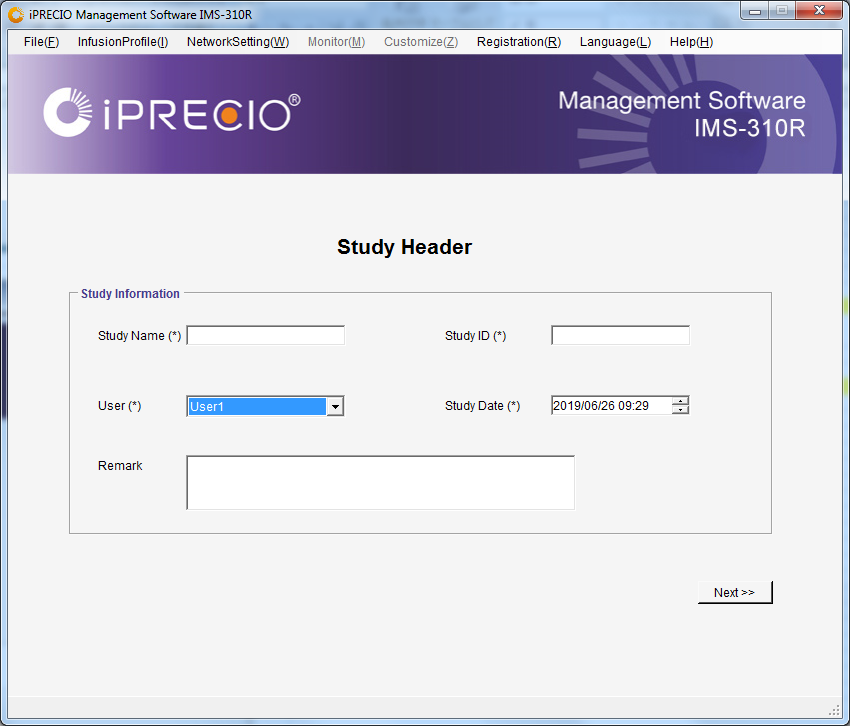 iPRECIO Management Software IMS-310R
File(F) InfusionProfile(I) NetworkSetting(W) Monitor(M) Customize(Z) Registration(R) Language(L) Help(H)
iPRECIO®
Management Software
IMS-310R
Study Header
Study Information
Study Name (*) Study ID (*)
User (*) User1 Study Date (*) 2019/06/26 09:29
Remark
Next >>